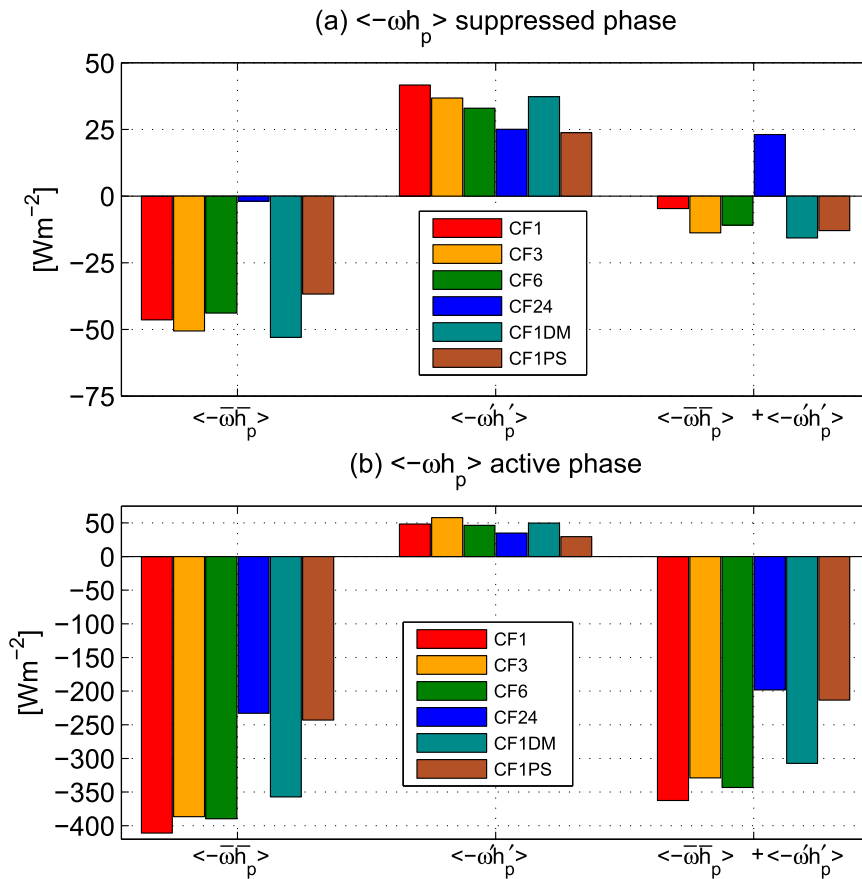 (a) <−ωh_p> suppressed phase
50
25
0
−25
−50
−75
[Wm⁻²]
CF1
CF3
CF6
CF24
CF1DM
CF1PS
<−ω̅h̅_p> <−ω′h′_p> <−ω̅h̅_p> +<−ω′h′_p>
(b) <−ωh_p> active phase
50
0
−50
−100
−150
−200
−250
−300
−350
−400
[Wm⁻²]
CF1
CF3
CF6
CF24
CF1DM
CF1PS
<−ω̅h̅_p> <−ω′h′_p> <−ω̅h̅_p> +<−ω′h′_p>